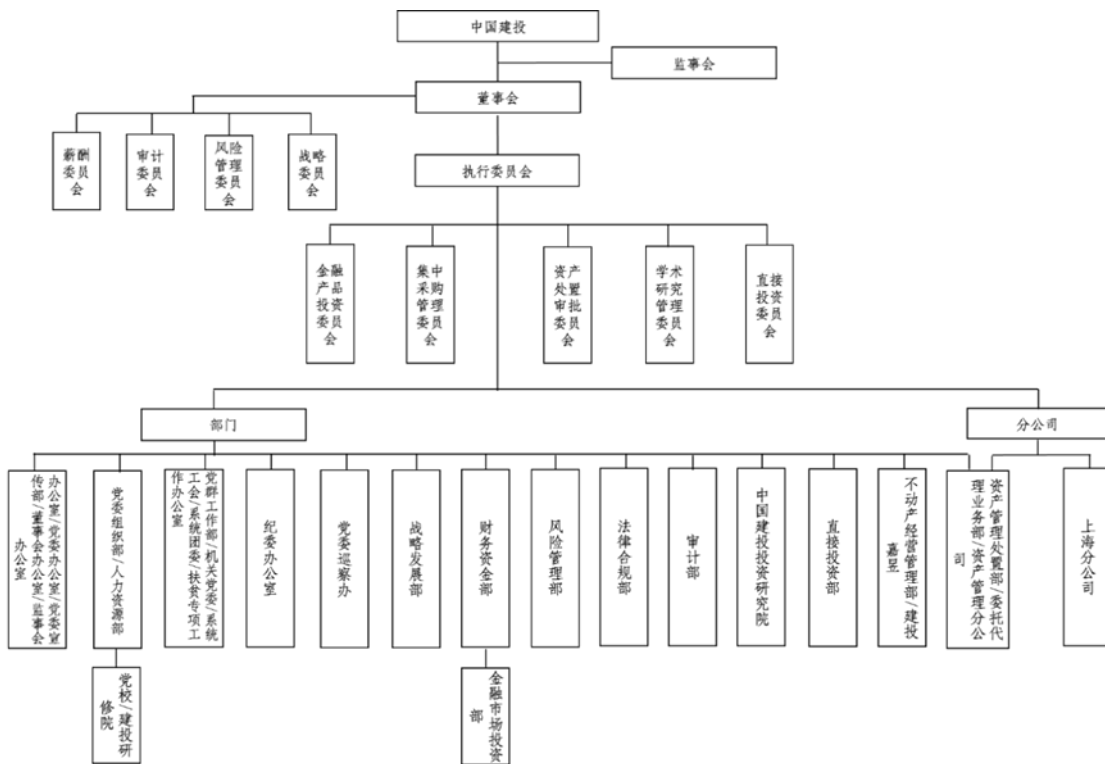 中国建投
监事会
董事会
薪酬
委员
会
审计
委员
会
风险
管理
委员
会
战略
委员
会
执行委员会
金融
产品
投资
委员
会
集中
采购
管理
委员
会
资产
处置
审批
委员
会
学术
研究
管理
委员
会
直接
投资
委员
会
部门
分公司
办公室/党委办公室/党委宣
传部/董事会办公室/监事会
办公室
党委组织部/人力资源部
党群工作部/机关党委/系统
工会/系统团委/扶贫专项工
作办公室
纪委办公室
党委巡察办
战略发展部
财务资金部
风险管理部
法律合规部
审计部
中国建投投资研究院
直接投资部
不动产经营管理部/建投
嘉昱
资产管理处置部/委托代
理业务部/资产管理分公
司
上海分公司
党校/建投研
修院
金融市场投资
部